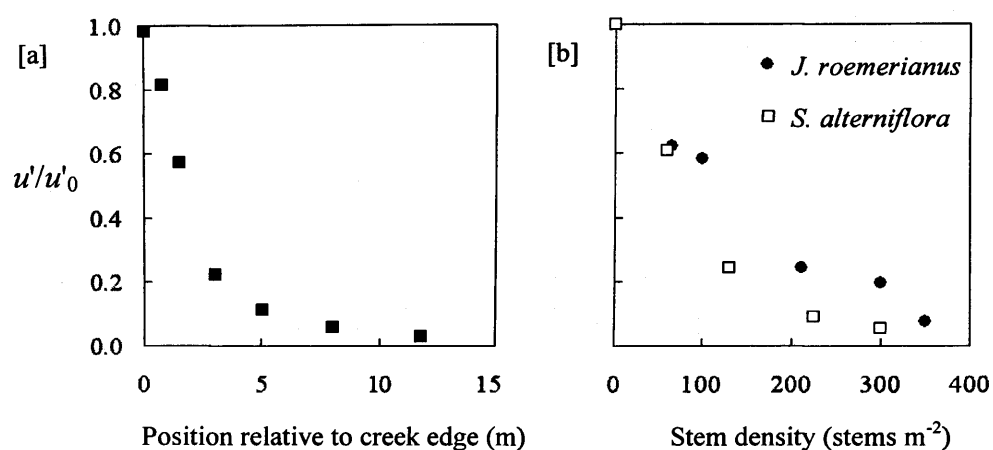 [a]
u'/u'0
1.0
0.8
0.6
0.4
0.2
0.0
0 5 10 15
Position relative to creek edge (m)
[b]
J. roemerianus
S. alterniflora
0 100 200 300 400
Stem density (stems m-2)